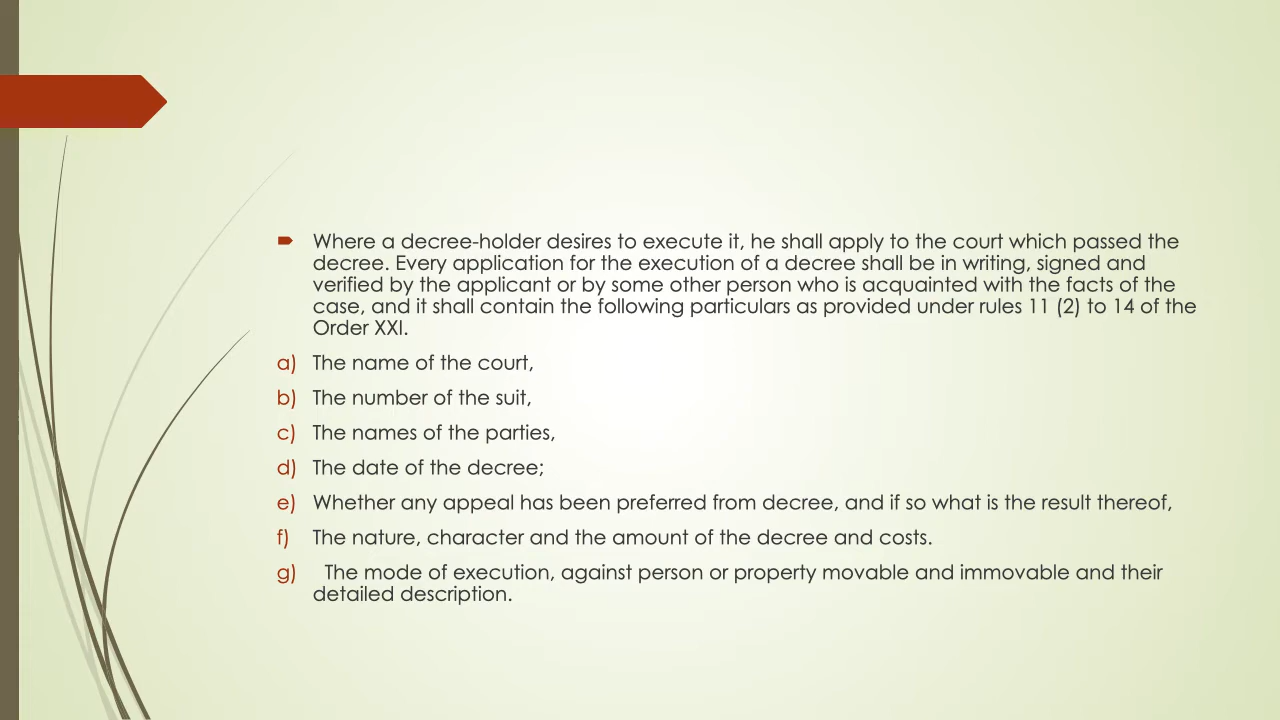 Where a decree-holder desires to execute it, he shall apply to the court which passed the
decree. Every application for the execution of a decree shall be in writing, signed and
verified by the applicant or by some other person who is acquainted with the facts of the
case, and it shall contain the following particulars as provided under rules 11 (2) to 14 of the
Order XXI.
a) The name of the court,
b) The number of the suit,
c) The names of the parties,
d) The date of the decree;
e) Whether any appeal has been preferred from decree, and if so what is the result thereof,
f) The nature, character and the amount of the decree and costs.
g) The mode of execution, against person or property movable and immovable and their
detailed description.